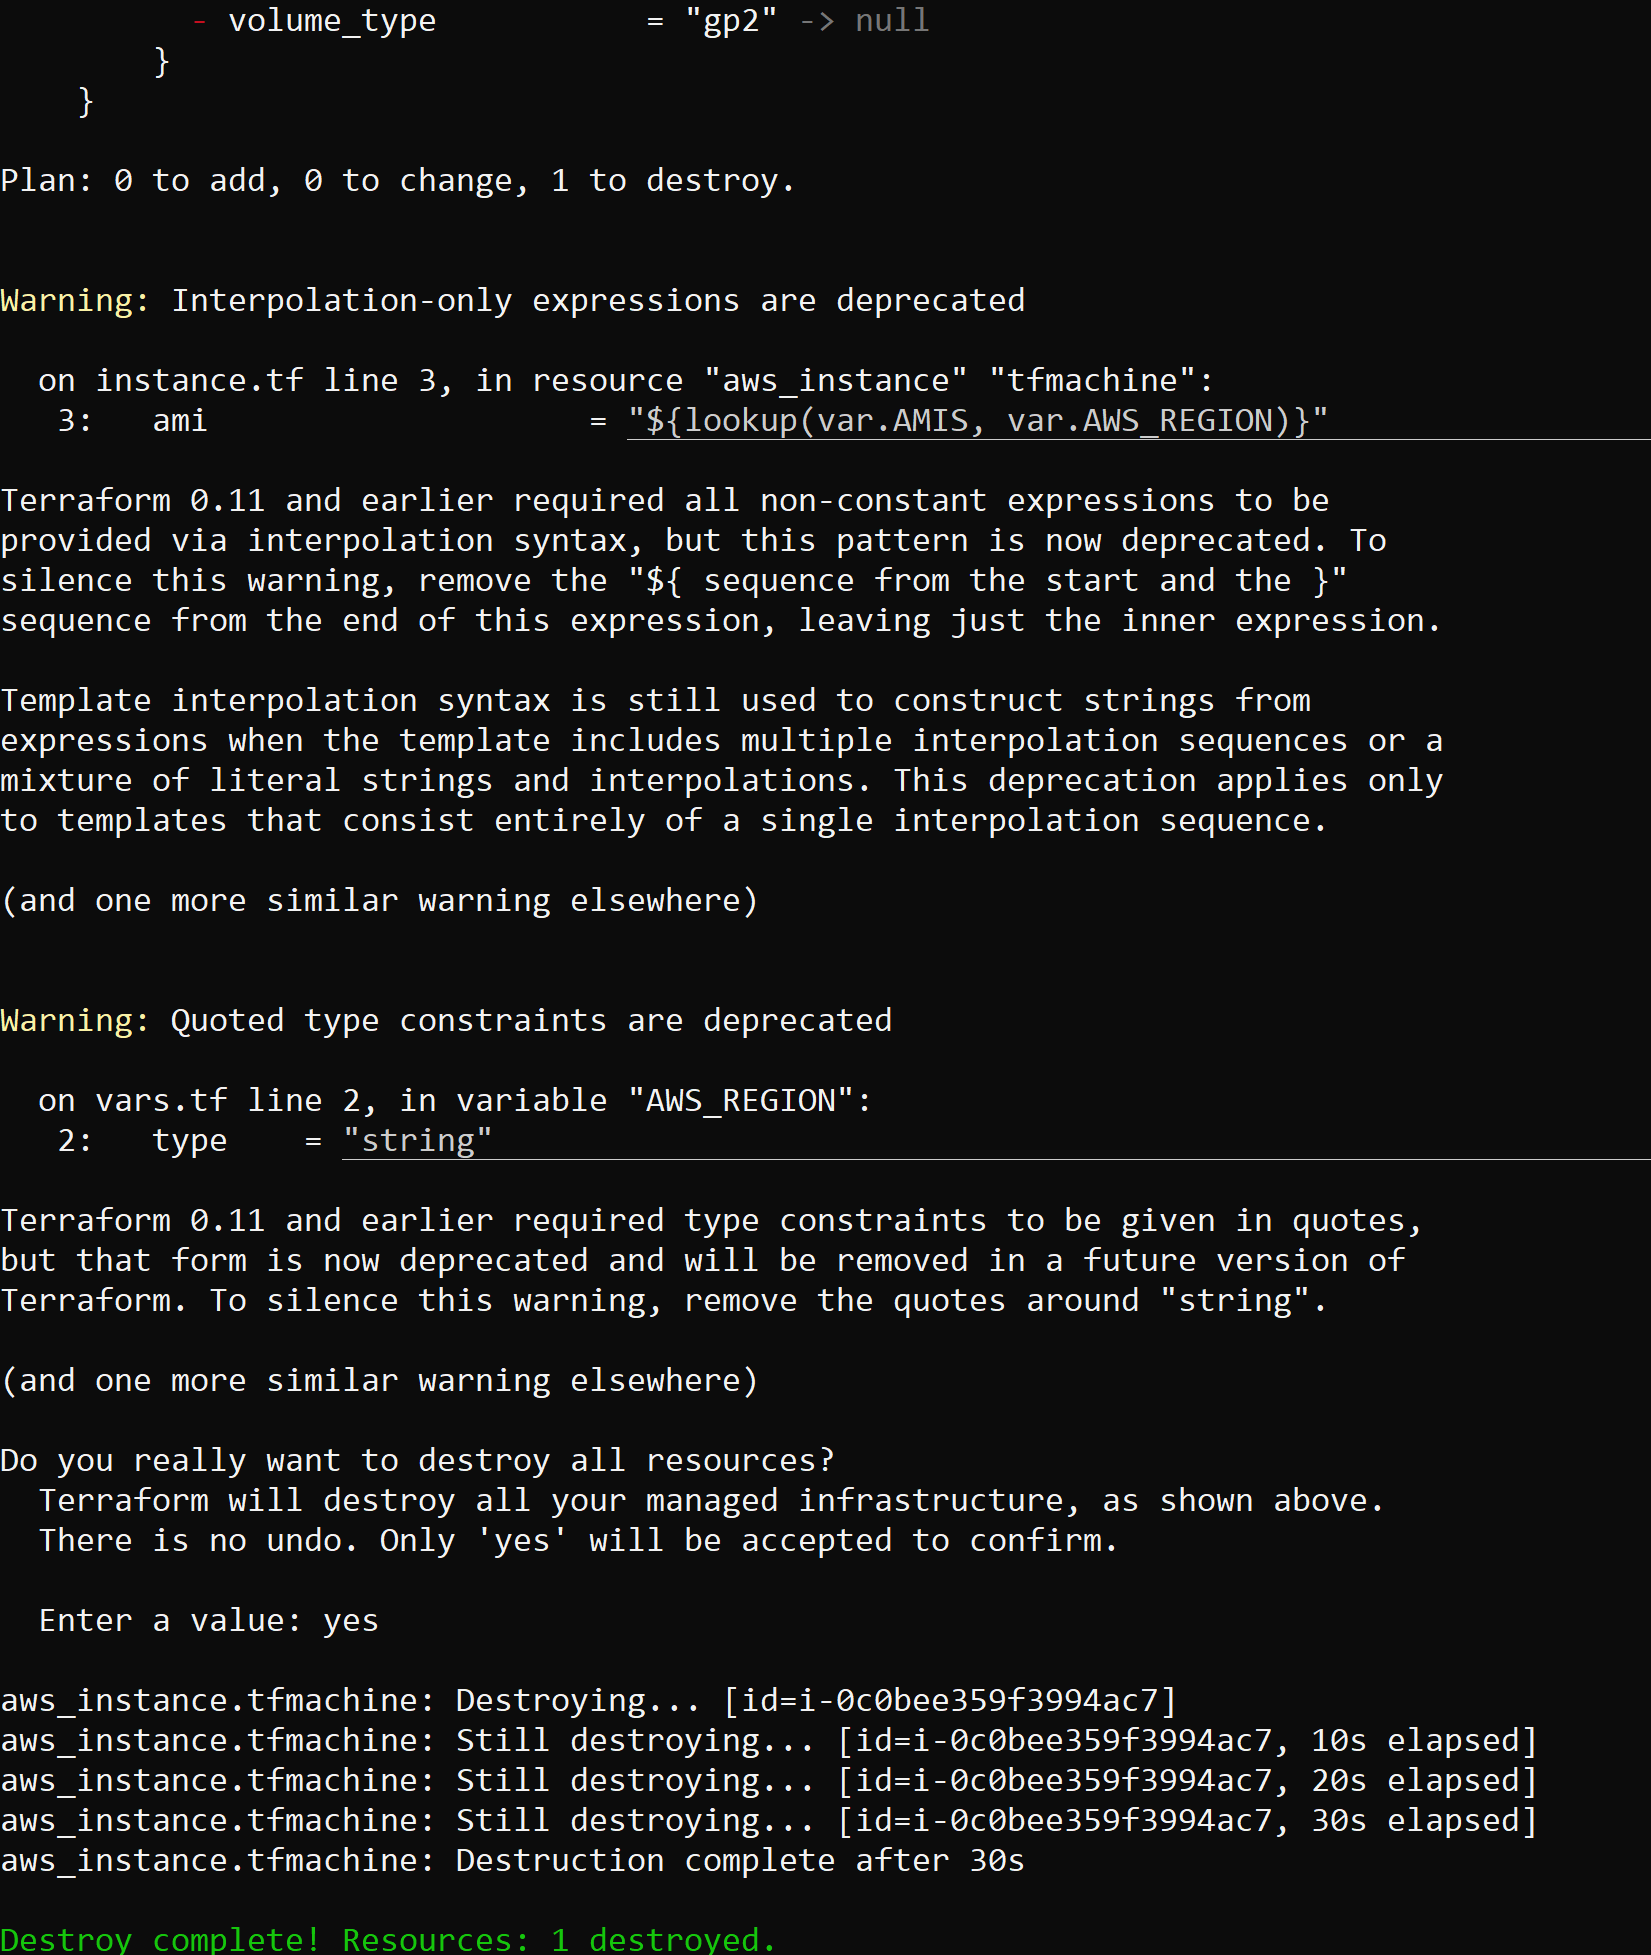 - volume_type           = "gp2" -> null
        }
    }

Plan: 0 to add, 0 to change, 1 to destroy.


Warning: Interpolation-only expressions are deprecated

  on instance.tf line 3, in resource "aws_instance" "tfmachine":
   3:   ami                    = "${lookup(var.AMIS, var.AWS_REGION)}"

Terraform 0.11 and earlier required all non-constant expressions to be
provided via interpolation syntax, but this pattern is now deprecated. To
silence this warning, remove the "${ sequence from the start and the }"
sequence from the end of this expression, leaving just the inner expression.

Template interpolation syntax is still used to construct strings from
expressions when the template includes multiple interpolation sequences or a
mixture of literal strings and interpolations. This deprecation applies only
to templates that consist entirely of a single interpolation sequence.

(and one more similar warning elsewhere)


Warning: Quoted type constraints are deprecated

  on vars.tf line 2, in variable "AWS_REGION":
   2:   type    = "string"

Terraform 0.11 and earlier required type constraints to be given in quotes,
but that form is now deprecated and will be removed in a future version of
Terraform. To silence this warning, remove the quotes around "string".

(and one more similar warning elsewhere)

Do you really want to destroy all resources?
  Terraform will destroy all your managed infrastructure, as shown above.
  There is no undo. Only 'yes' will be accepted to confirm.

  Enter a value: yes

aws_instance.tfmachine: Destroying... [id=i-0c0bee359f3994ac7]
aws_instance.tfmachine: Still destroying... [id=i-0c0bee359f3994ac7, 10s elapsed]
aws_instance.tfmachine: Still destroying... [id=i-0c0bee359f3994ac7, 20s elapsed]
aws_instance.tfmachine: Still destroying... [id=i-0c0bee359f3994ac7, 30s elapsed]
aws_instance.tfmachine: Destruction complete after 30s

Destroy complete! Resources: 1 destroyed.